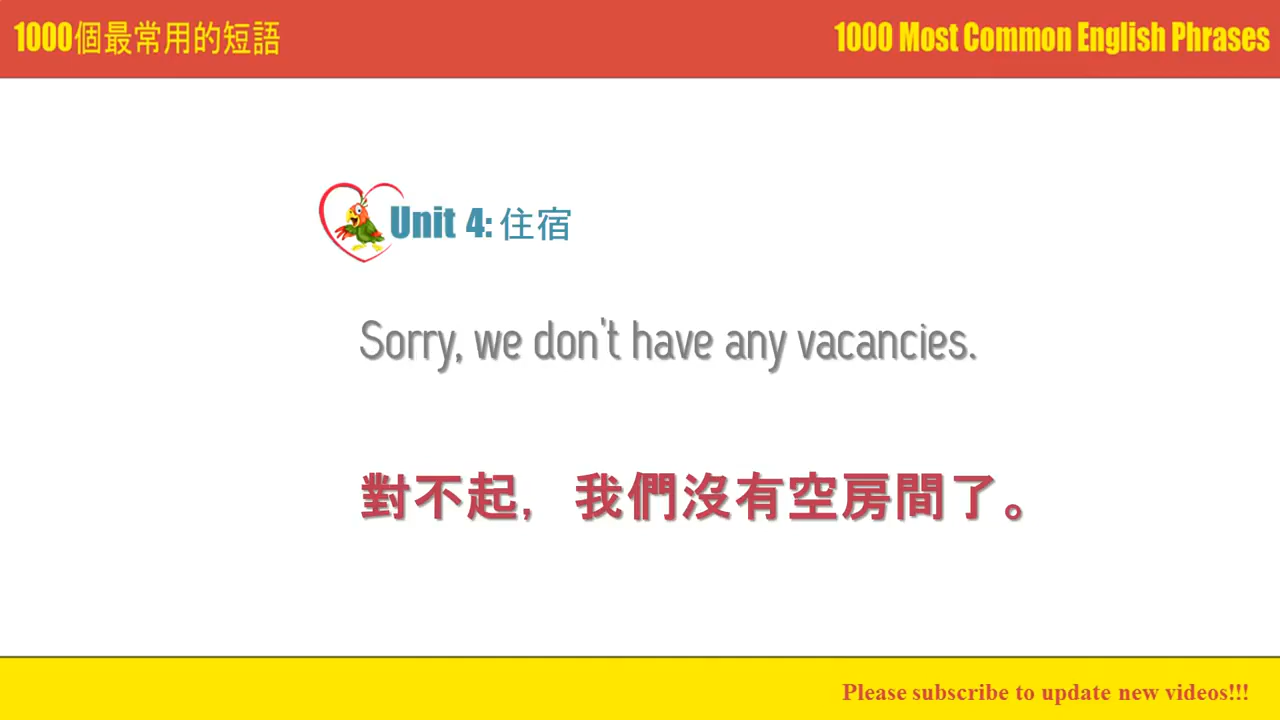 1000個最常用的短語
1000 Most Common English Phrases
Unit 4: 住宿
Sorry, we don't have any vacancies.
對不起，我們沒有空房間了。
Please subscribe to update new videos!!!